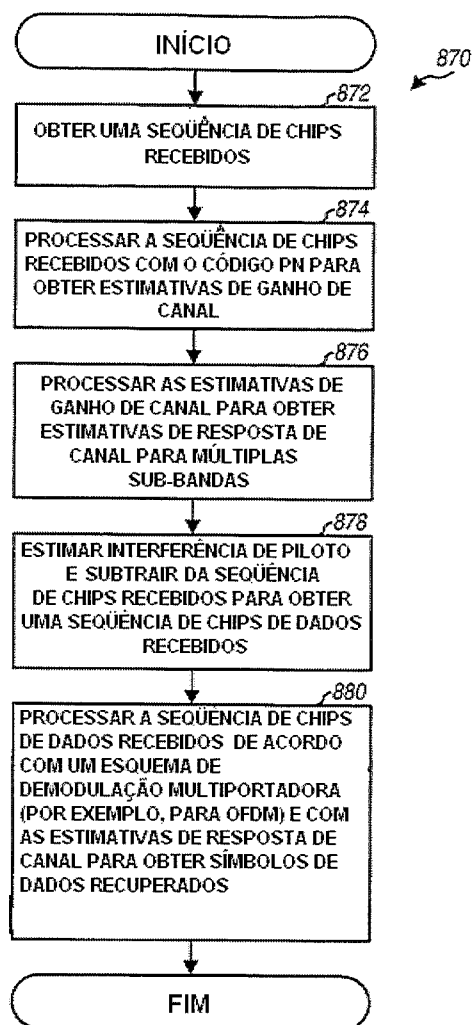 INÍCIO
870
872
OBTER UMA SEQÜÊNCIA DE CHIPS
RECEBIDOS
874
PROCESSAR A SEQÜÊNCIA DE CHIPS
RECEBIDOS COM O CÓDIGO PN PARA
OBTER ESTIMATIVAS DE GANHO DE
CANAL
876
PROCESSAR AS ESTIMATIVAS DE
GANHO DE CANAL PARA OBTER
ESTIMATIVAS DE RESPOSTA DE
CANAL PARA MÚLTIPLAS
SUB-BANDAS
878
ESTIMAR INTERFERÊNCIA DE PILOTO
E SUBTRAIR DA SEQÜÊNCIA
DE CHIPS RECEBIDOS PARA OBTER
UMA SEQÜÊNCIA DE CHIPS DE DADOS
RECEBIDOS
880
PROCESSAR A SEQÜÊNCIA DE CHIPS
DE DADOS RECEBIDOS DE ACORDO
COM UM ESQUEMA DE
DEMODULAÇÃO MULTIPORTADORA
(POR EXEMPLO, PARA OFDM) E COM
AS ESTIMATIVAS DE RESPOSTA DE
CANAL PARA OBTER SÍMBOLOS DE
DADOS RECUPERADOS
FIM